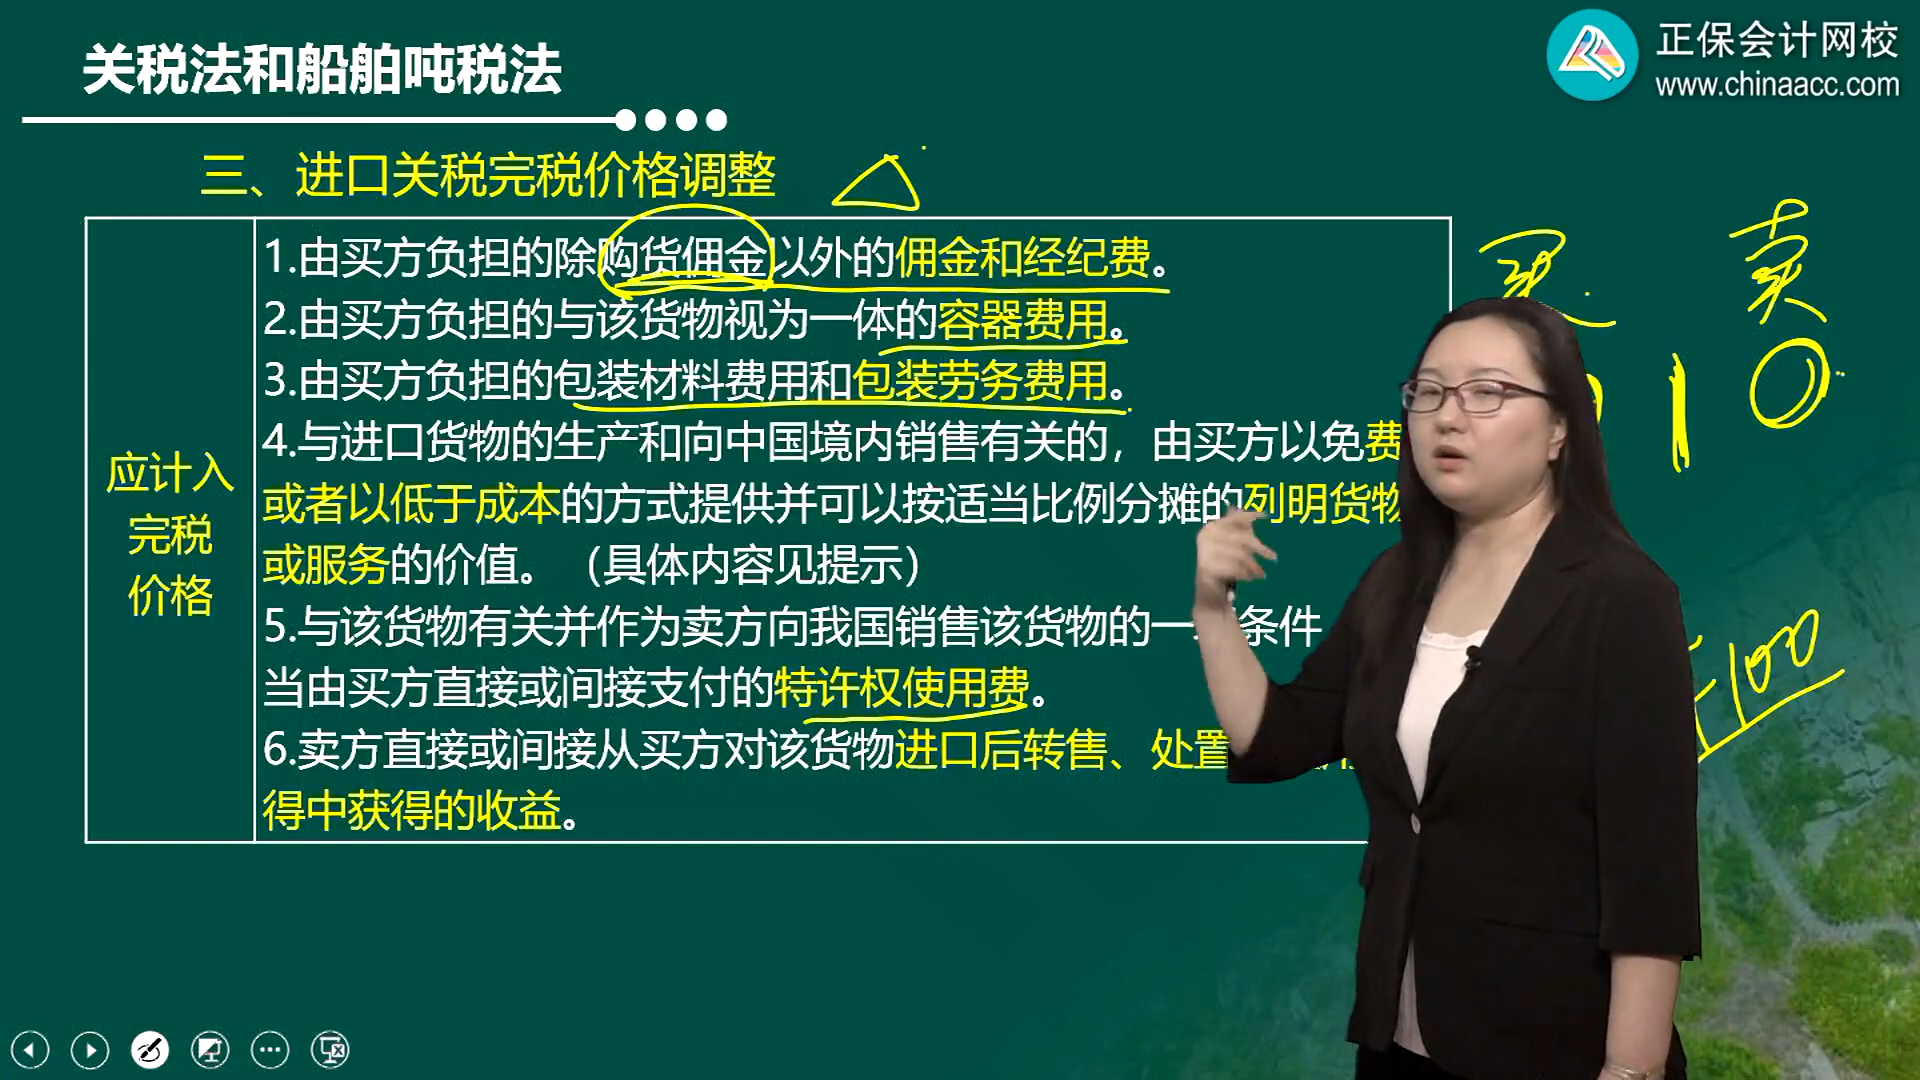 关税法和船舶吨税法
正保会计网校
www.chinaacc.com
三、进口关税完税价格调整
应计入
完税
价格
1.由买方负担的除购货佣金以外的佣金和经纪费。
2.由买方负担的与该货物视为一体的容器费用。
3.由买方负担的包装材料费用和包装劳务费用。
4.与进口货物的生产和向中国境内销售有关的，由买方以免费
或者以低于成本的方式提供并可以按适当比例分摊的列明货物
或服务的价值。（具体内容见提示）
5.与该货物有关并作为卖方向我国销售该货物的一 条件
当由买方直接或间接支付的特许权使用费。
6.卖方直接或间接从买方对该货物进口后转售、处置
得中获得的收益。
买 卖
100